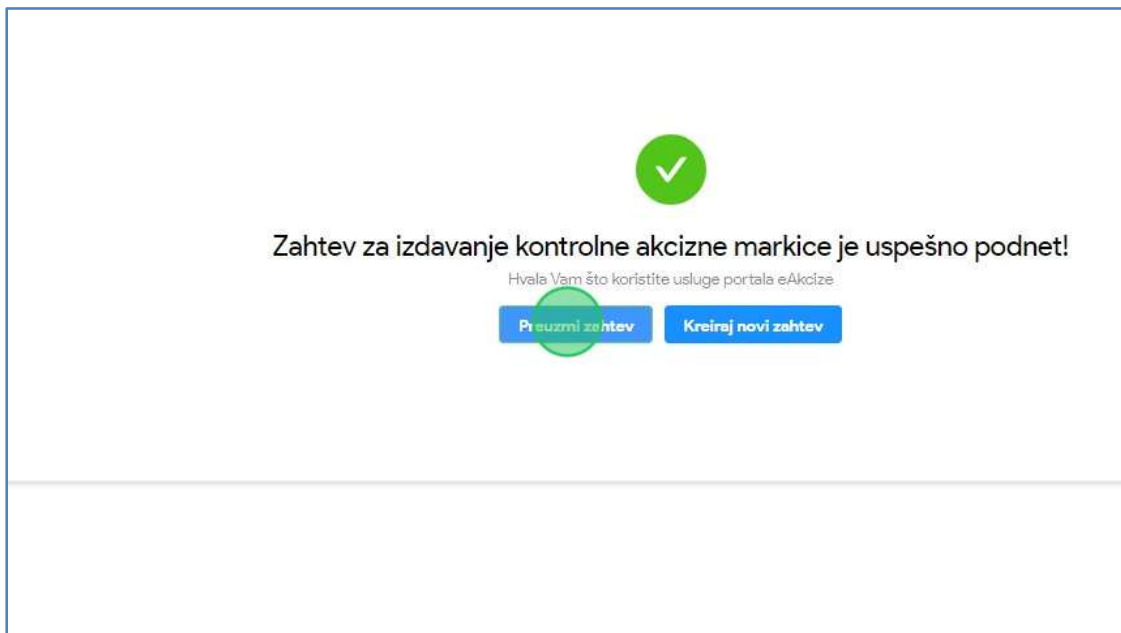 Zahtev za izdavanje kontrolne akcizne markice je uspešno podnet!
Hvala Vam što koristite usluge portala eAkcize
Preuzmi zahtev
Kreiraj novi zahtev